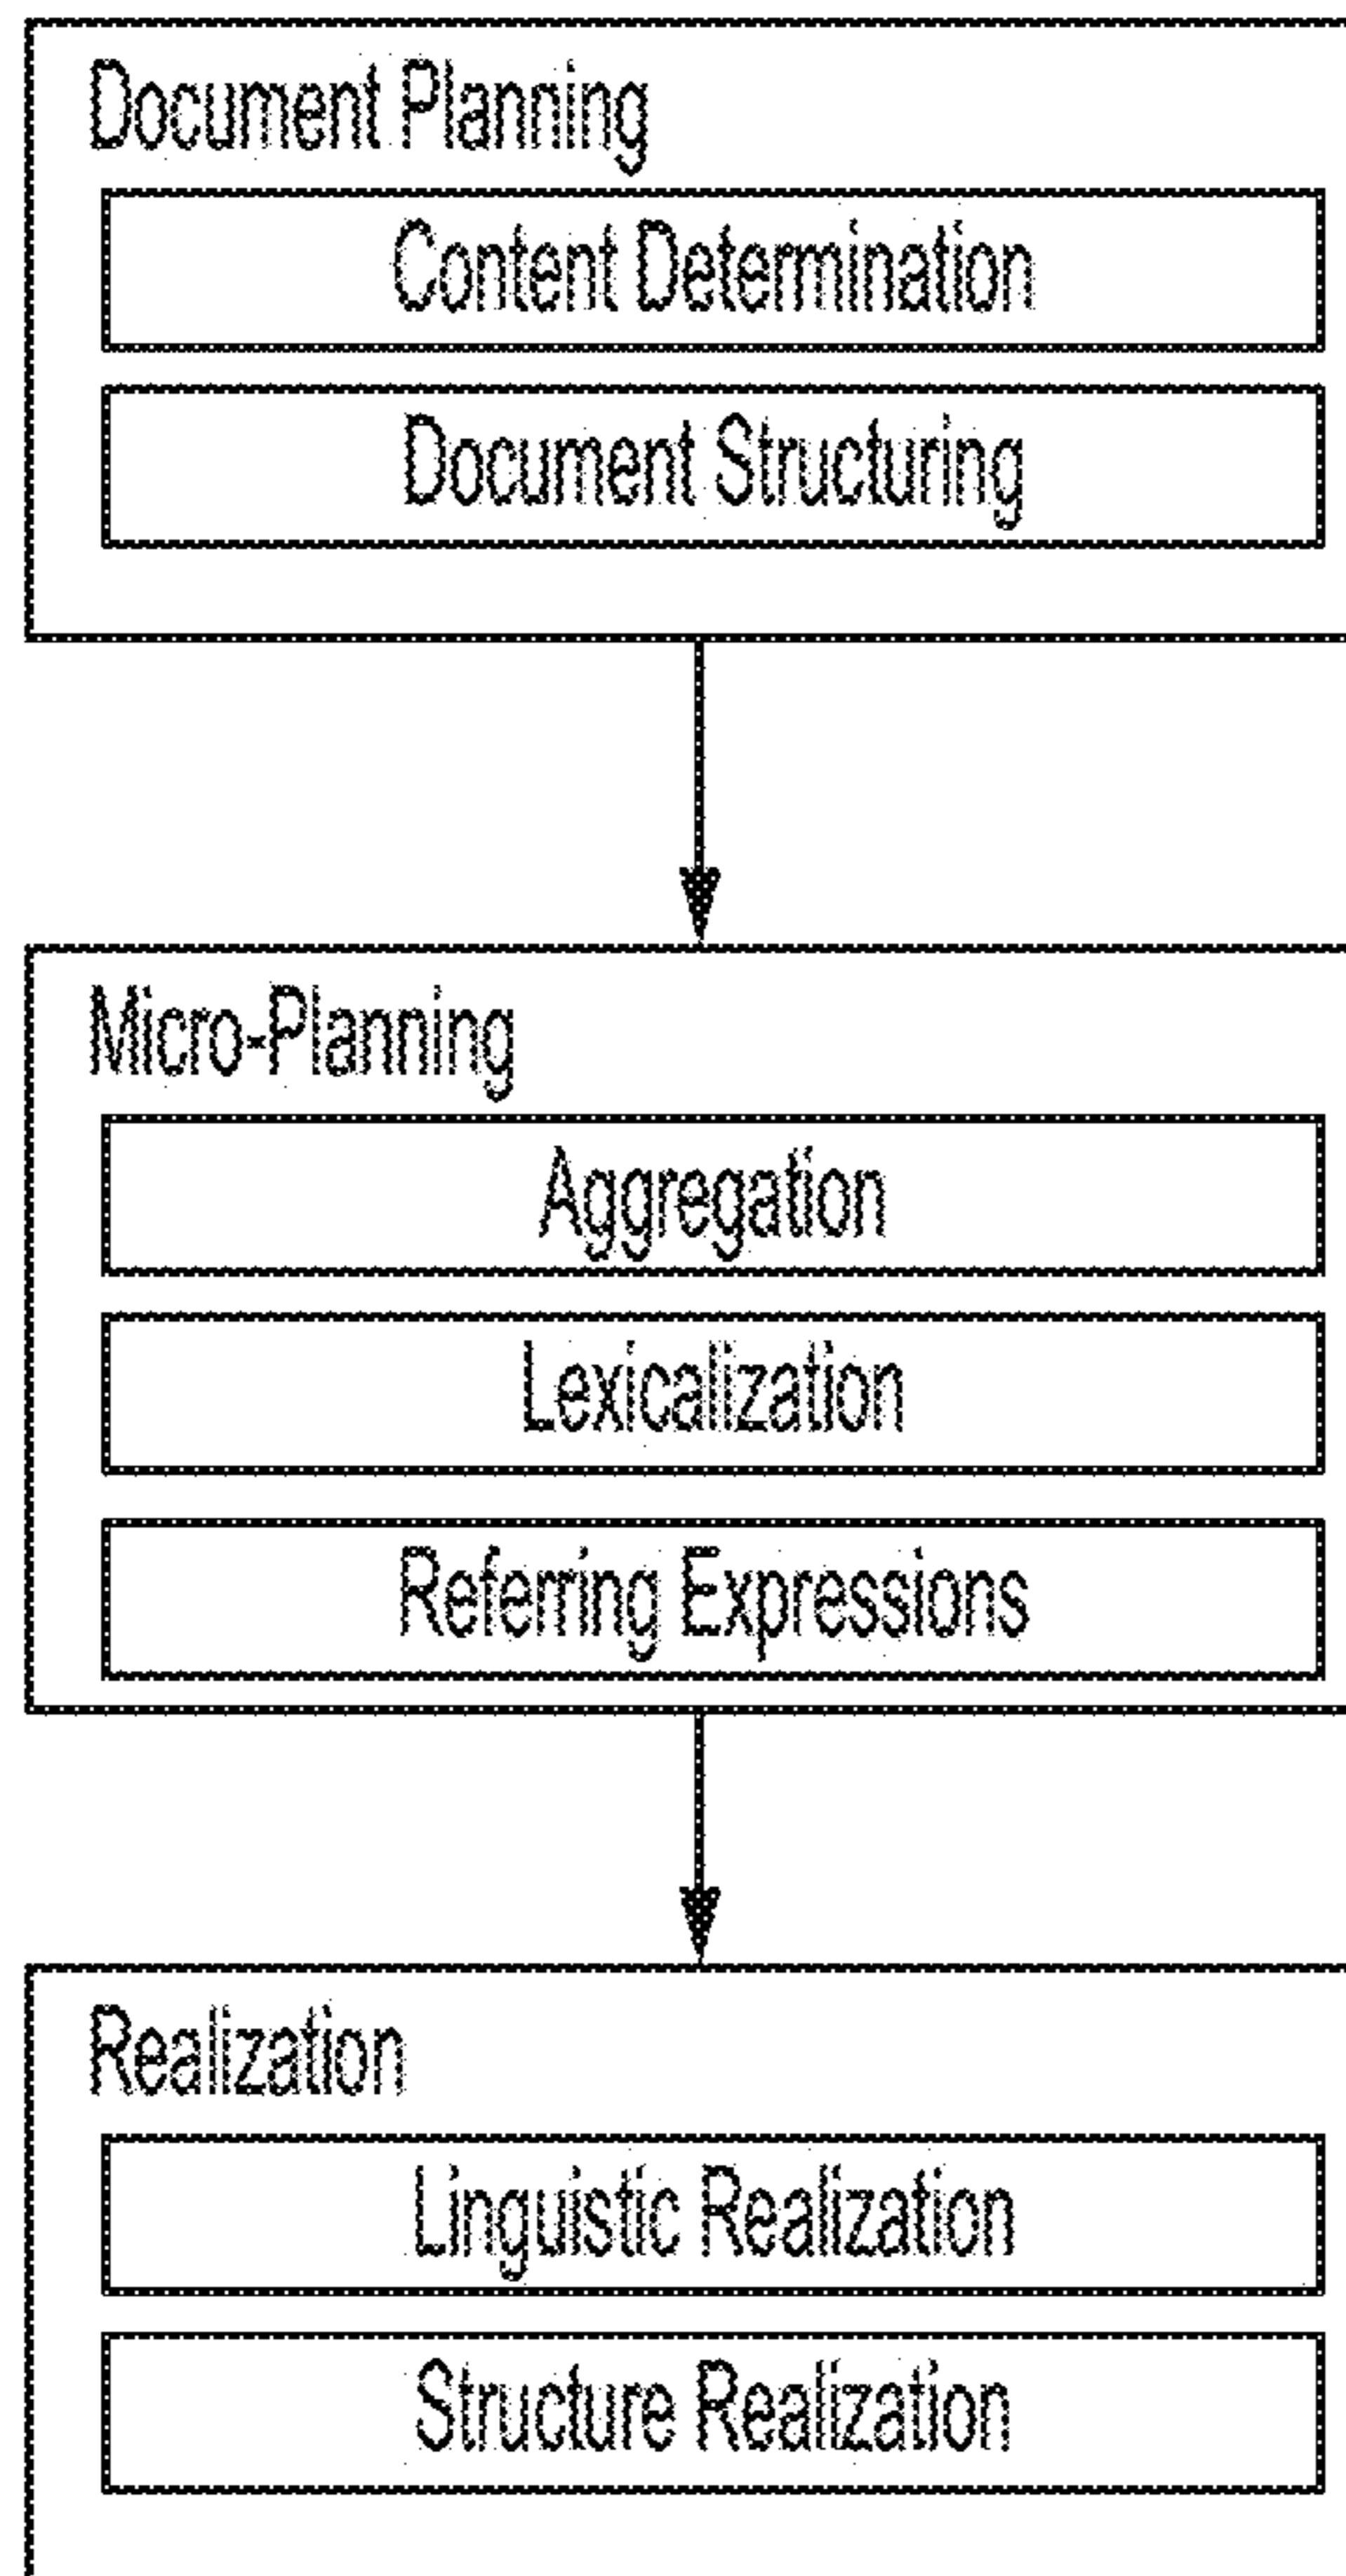 Document Planning
Content Determination
Document Structuring
Micro-Planning
Aggregation
Lexicalization
Referring Expressions
Realization
Linguistic Realization
Structure Realization